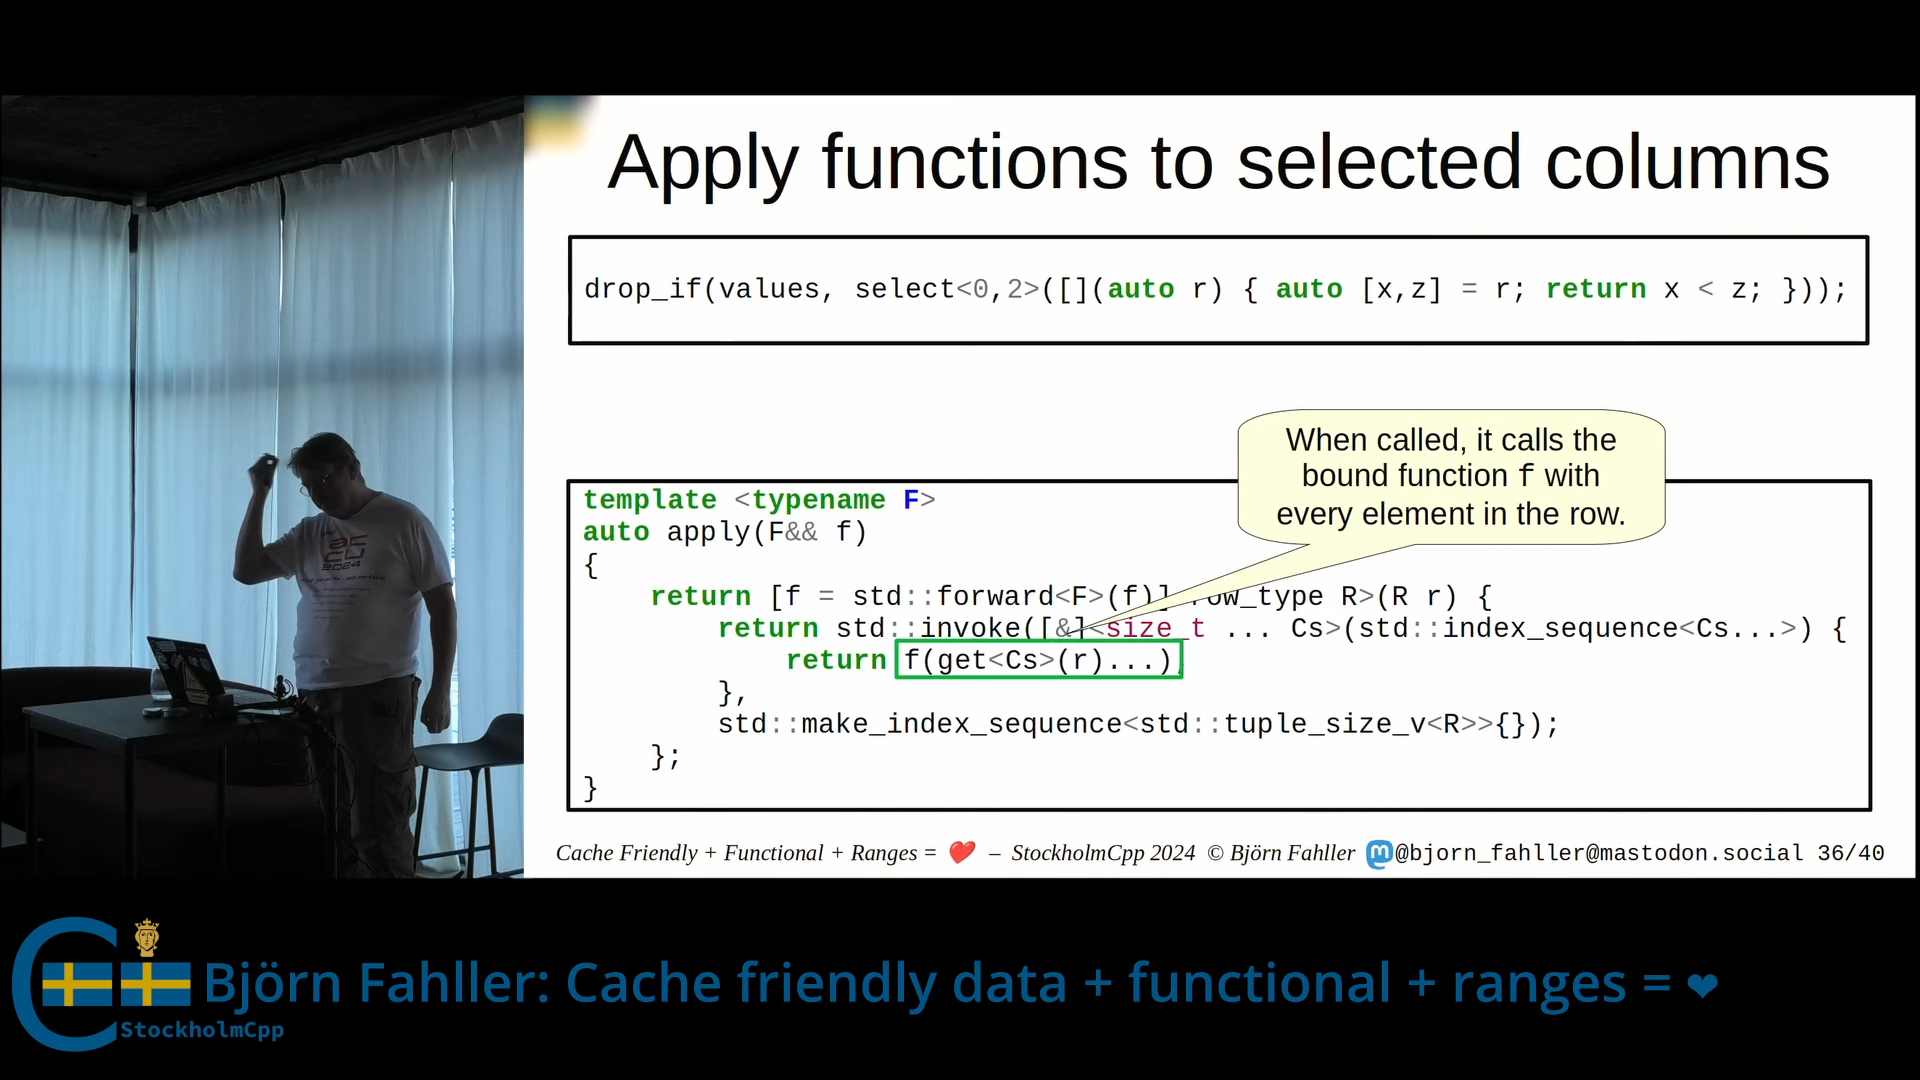 Apply functions to selected columns
drop_if(values, select<0,2>([](auto r) { auto [x,z] = r; return x < z; }));
When called, it calls the
bound function f with
every element in the row.
template <typename F>
auto apply(F&& f)
{
return [f = std::forward<F>(f)] row_type R>(R r) {
return std::invoke([&]<size_t ... Cs>(std::index_sequence<Cs...>) {
return f(get<Cs>(r)...)
},
std::make_index_sequence<std::tuple_size_v<R>>{});
};
}
Cache Friendly + Functional + Ranges = ❤️ – StockholmCpp 2024 © Björn Fahller @bjorn_fahller@mastodon.social 36/40
ACCU
2024
Björn Fahller: Cache friendly data + functional + ranges = ❤
StockholmCpp